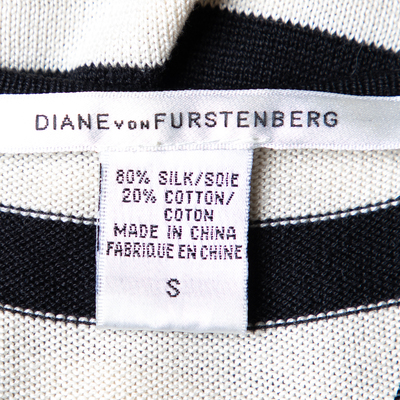 DIANE VON FURSTENBERG
80% SILK/SOIE
20% COTTON/
COTON
MADE IN CHINA
FABRIQUE EN CHINE
S